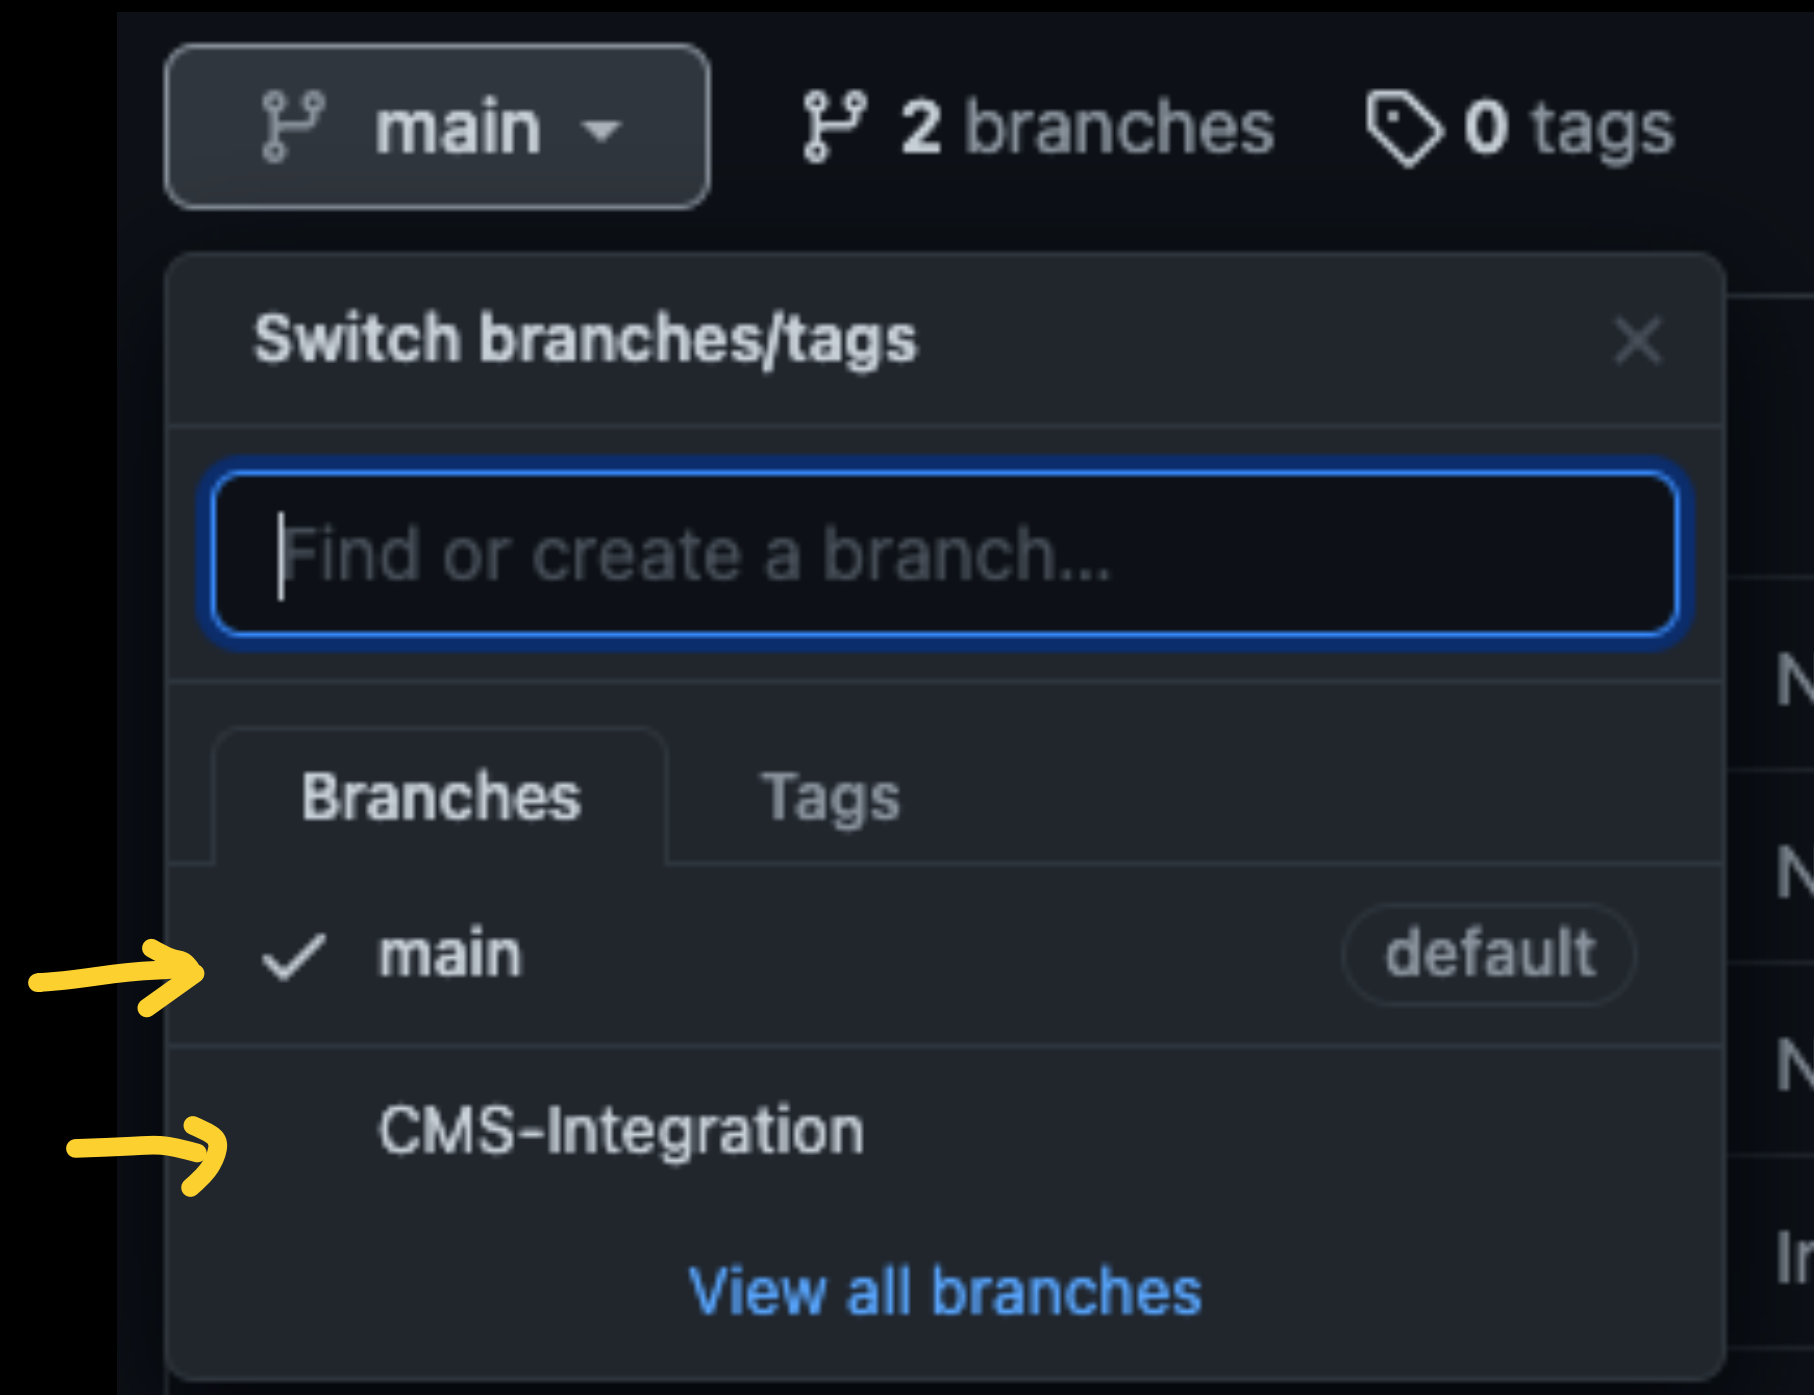 main 2 branches 0 tags
Switch branches/tags
Find or create a branch...
Branches Tags
main default
CMS-Integration
View all branches